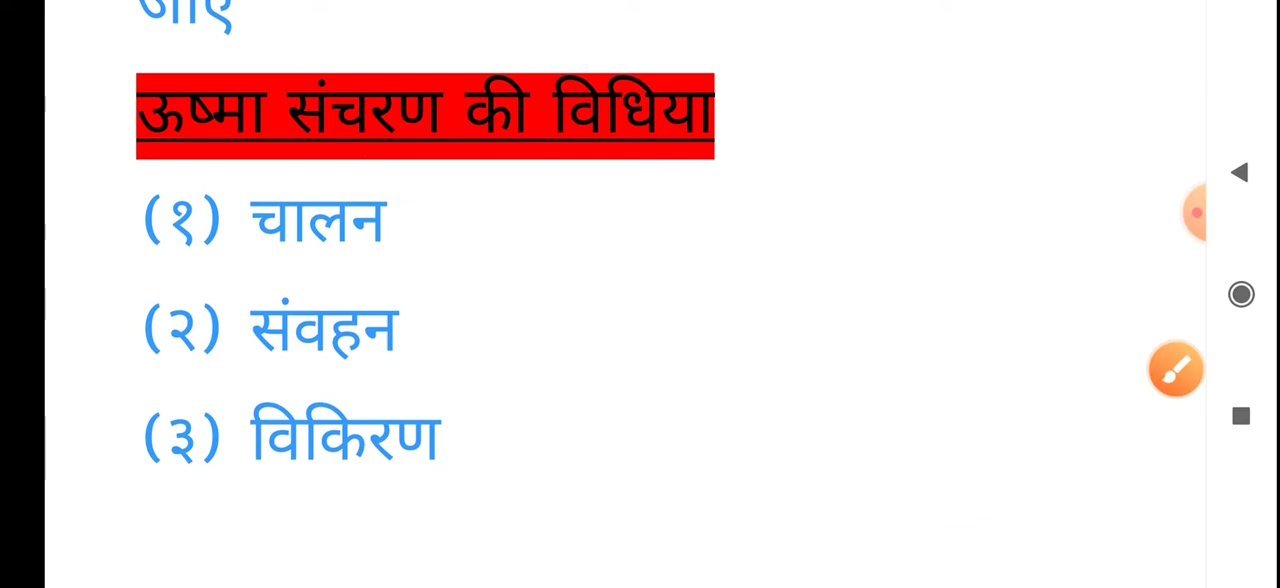 ऊष्मा संचरण की विधिया
(१) चालन
(२) संवहन
(३) विकिरण